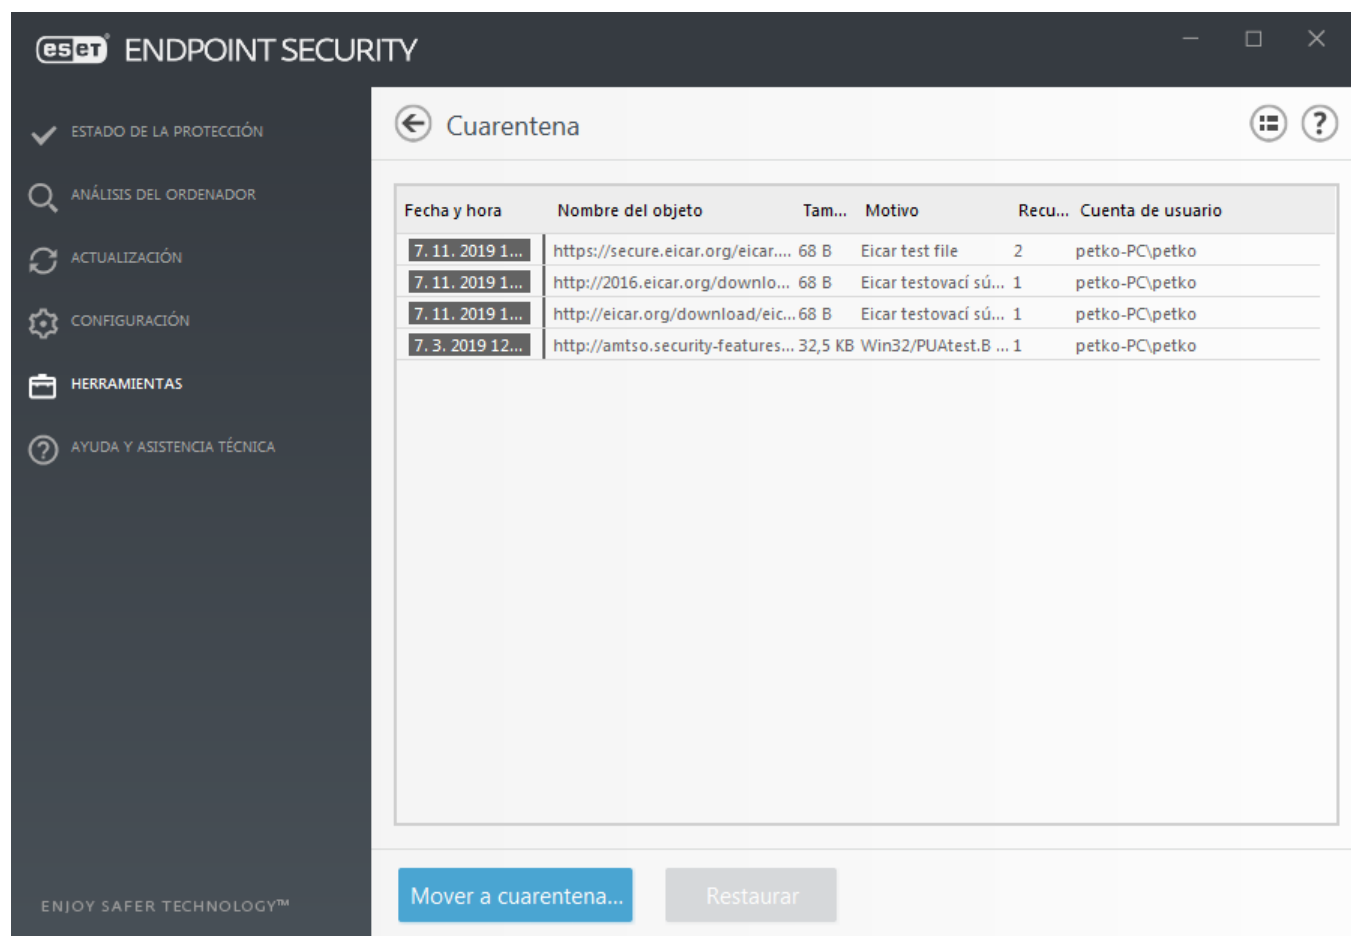 eset ENDPOINT SECURITY
ESTADO DE LA PROTECCIÓN
ANÁLISIS DEL ORDENADOR
ACTUALIZACIÓN
CONFIGURACIÓN
HERRAMIENTAS
AYUDA Y ASISTENCIA TÉCNICA
ENJOY SAFER TECHNOLOGY™
Cuarentena
Fecha y hora Nombre del objeto Tam... Motivo Recu... Cuenta de usuario
7. 11. 2019 1... https://secure.eicar.org/eicar.... 68 B Eicar test file 2 petko-PC\petko
7. 11. 2019 1... http://2016.eicar.org/downlo... 68 B Eicar testovací sú... 1 petko-PC\petko
7. 11. 2019 1... http://eicar.org/download/eic... 68 B Eicar testovací sú... 1 petko-PC\petko
7. 3. 2019 12... http://amtso.security-features... 32,5 KB Win32/PUAtest.B ... 1 petko-PC\petko
Mover a cuarentena... Restaurar